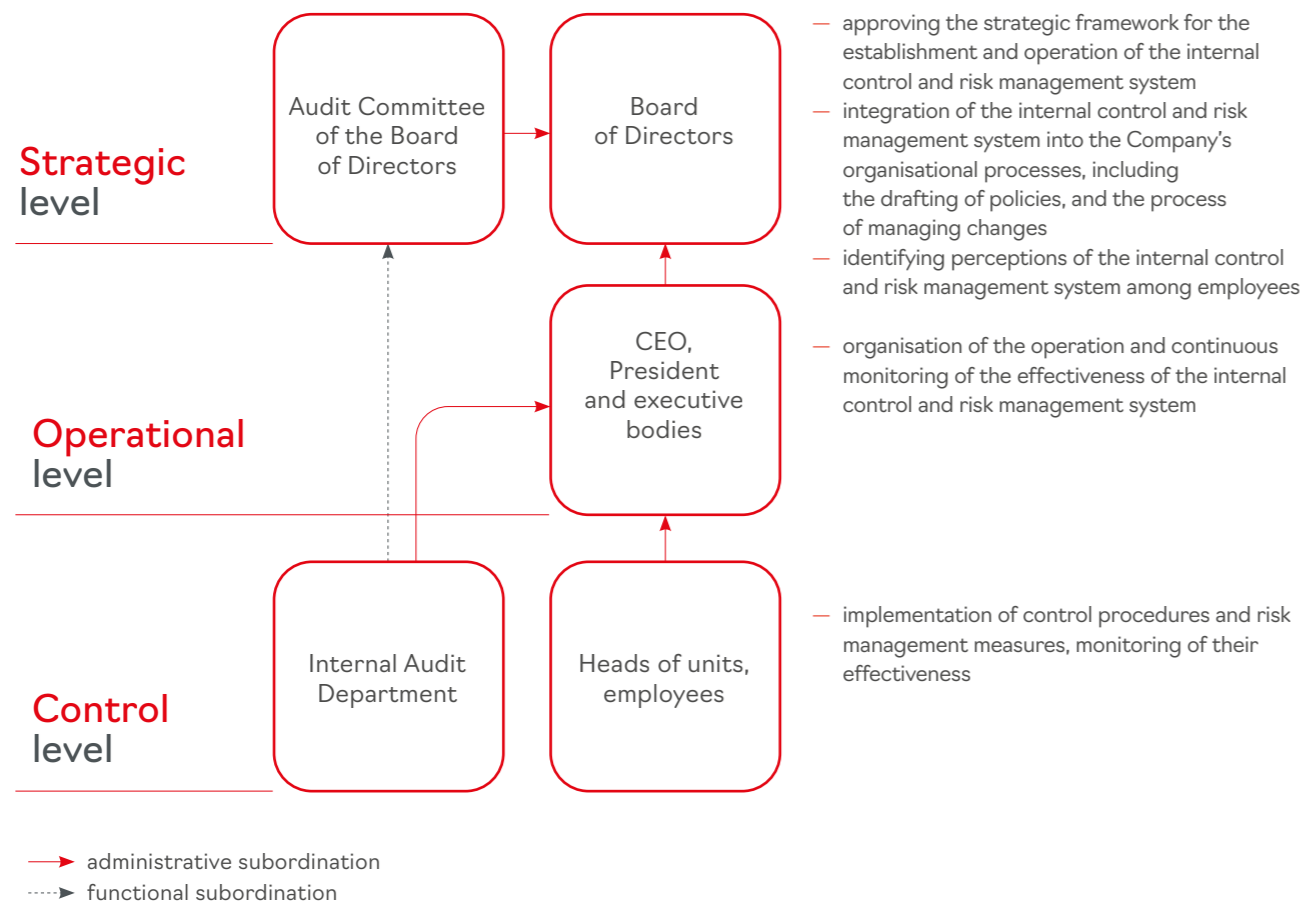 Strategic
level
Audit Committee
of the Board
of Directors
Board
of Directors
— approving the strategic framework for the
establishment and operation of the internal
control and risk management system
— integration of the internal control and risk
management system into the Company’s
organisational processes, including
the drafting of policies, and the process
of managing changes
— identifying perceptions of the internal control
and risk management system among employees
Operational
level
CEO,
President
and executive
bodies
— organisation of the operation and continuous
monitoring of the effectiveness of the internal
control and risk management system
Control
level
Internal Audit
Department
Heads of units,
employees
— implementation of control procedures and risk
management measures, monitoring of their
effectiveness
administrative subordination
functional subordination